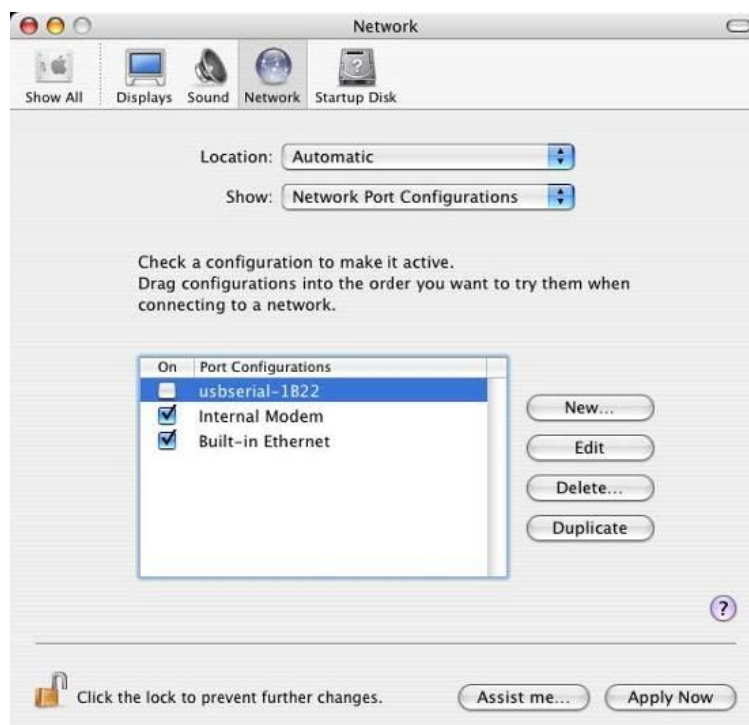 Network
Show All Displays Sound Network Startup Disk
Location: Automatic
Show: Network Port Configurations
Check a configuration to make it active.
Drag configurations into the order you want to try them when
connecting to a network.
On Port Configurations
usbserial-1B22
Internal Modem
Built-in Ethernet
New...
Edit
Delete...
Duplicate
?
Click the lock to prevent further changes. Assist me... Apply Now